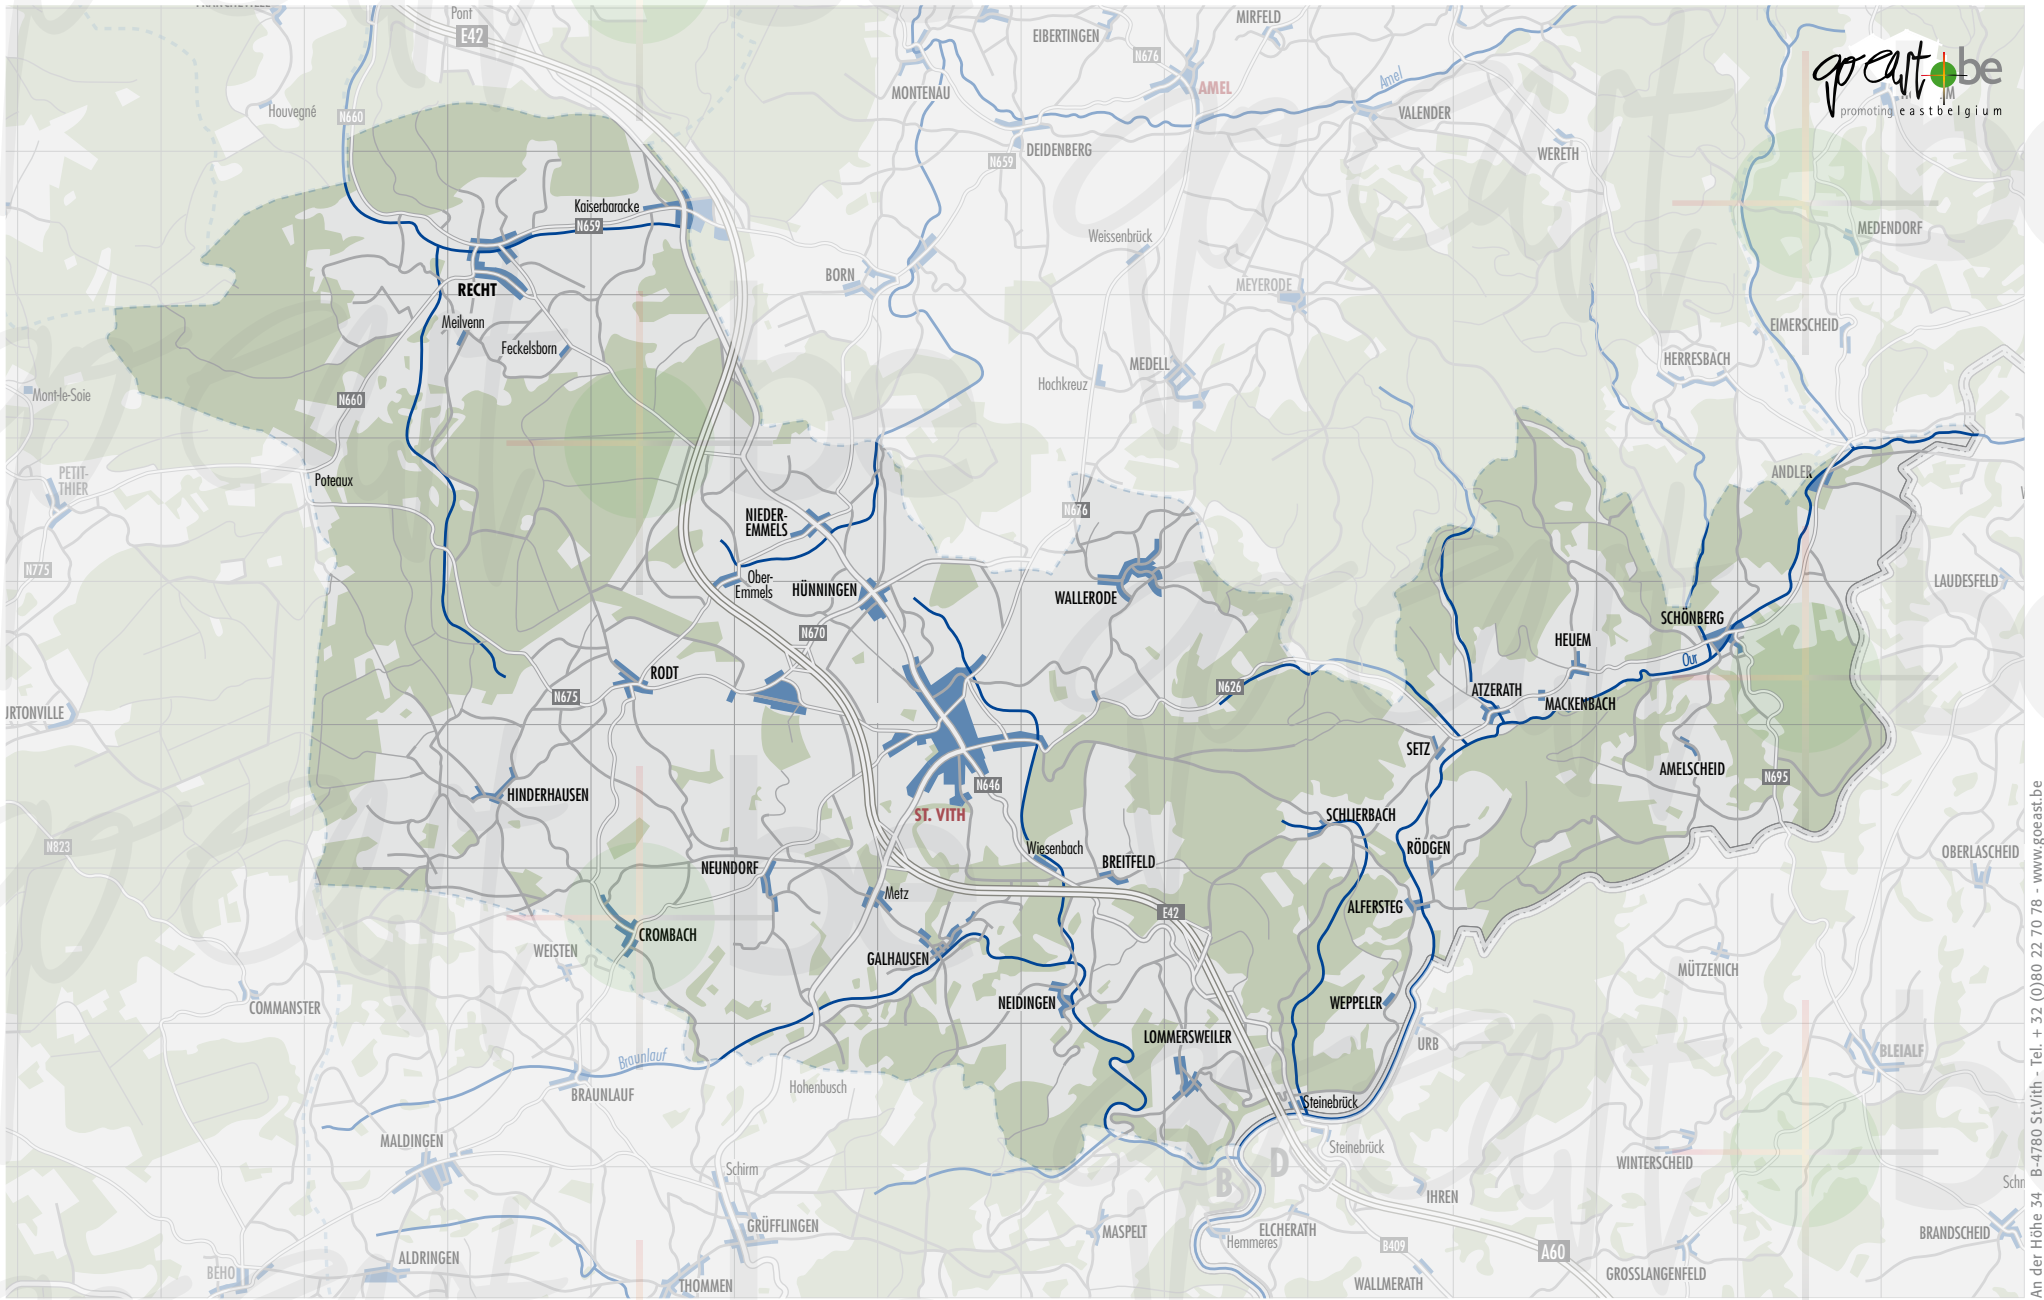 Pont
E42
MIRFELD
EIBERTINGEN
N676
AMEL
Amel
MONTENAU
VALENDER
go east be
promoting eastbelgium
Houvegné
N660
DEIDENBERG
N659
WERETH
Kaiserbaracke
N659
Weissenbrück
MEDENDORF
BORN
MEYERODE
RECHT
Meilvenn
Feckelsborn
EIMERSCHEID
HERRESBACH
MEDELL
Hochkreuz
Mont-le-Soie
N660
PETIT-
THIER
Poteaux
ANDLER
N676
NIEDER-
EMMELS
N775
Ober-
Emmels
HÜNNINGEN
WALLERODE
LAUDESFELD
SCHÖNBERG
N670
HEUEM
Our
RODT
N675
N626
ATZERATH
MACKENBACH
URTONVILLE
SETZ
AMELSCHEID
N695
N646
HINDERHAUSEN
ST. VITH
SCHLIERBACH
N823
Wiesenbach
BREITFELD
RÖDGEN
OBERLASCHEID
NEUNDORF
Metz
E42
ALFERSTEG
CROMBACH
WEISTEN
GALHAUSEN
MÜTZENICH
COMMANSTER
NEIDINGEN
WEPPELER
LOMMERSWEILER
URB
BLEIALF
Braunlauf
BRAUNLAUF
Hohenbusch
Steinebrück
MALDINGEN
Steinebrück
Schirm
B
D
WINTERSCHEID
IHREN
GRÜFFLINGEN
MASPELT
ELCHERATH
Hemmeres
BRANDSCHEID
B409
A60
ALDRINGEN
BEHO
THOMMEN
WALLMERATH
GROSSLANGENFELD
An der Höhe 34 B-4780 St.Vith - Tel. + 32 (0)80 22 70 78 - www.goeast.be